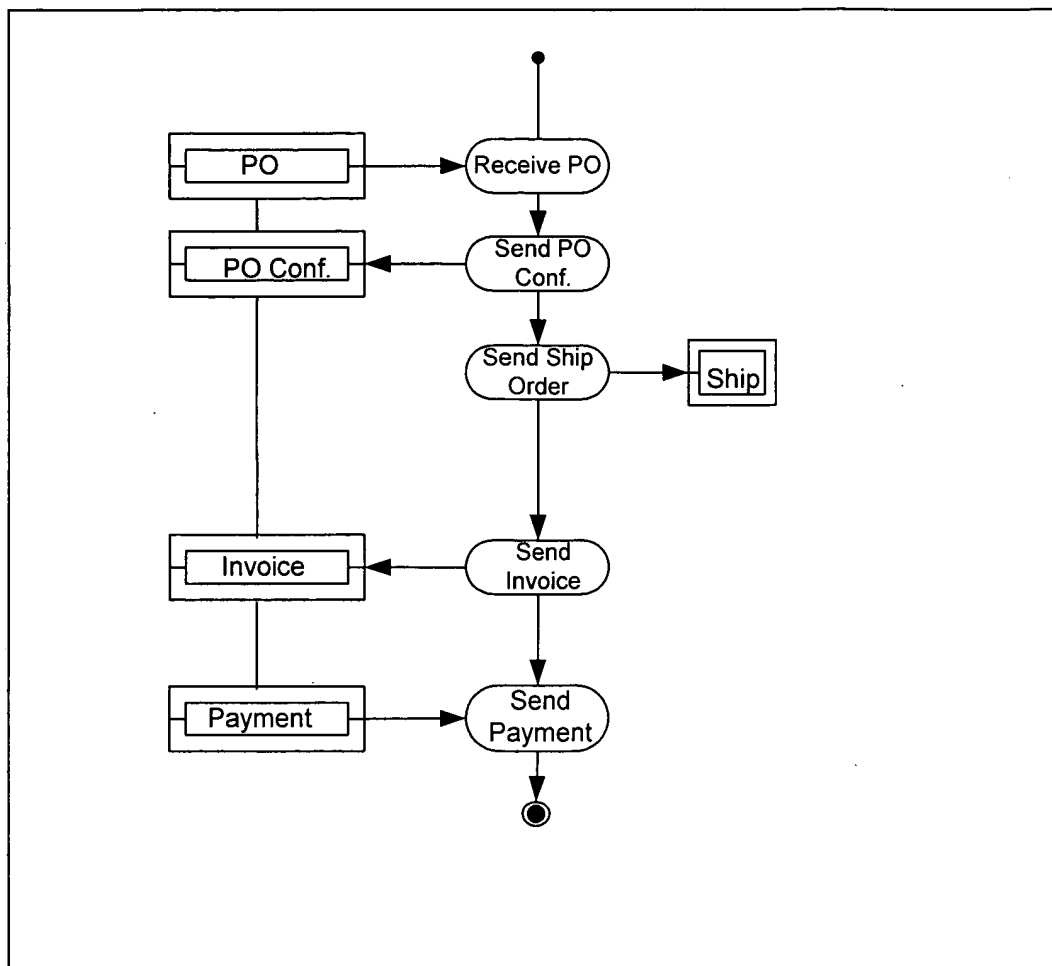 PO
Receive PO
PO Conf.
Send PO
Conf.
Send Ship
Order
Ship
Invoice
Send
Invoice
Payment
Send
Payment